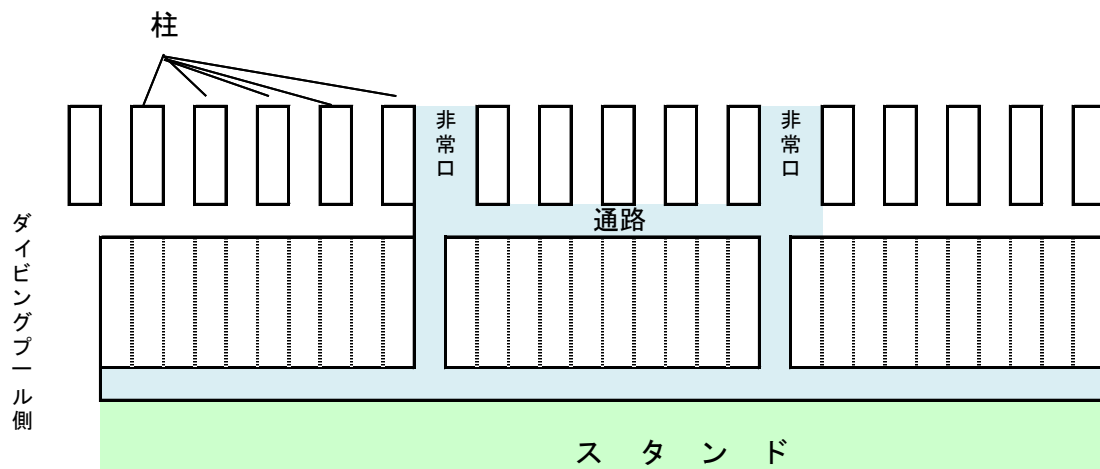 柱
非常口
非常口
通路
ダイビングプール側
スタンド